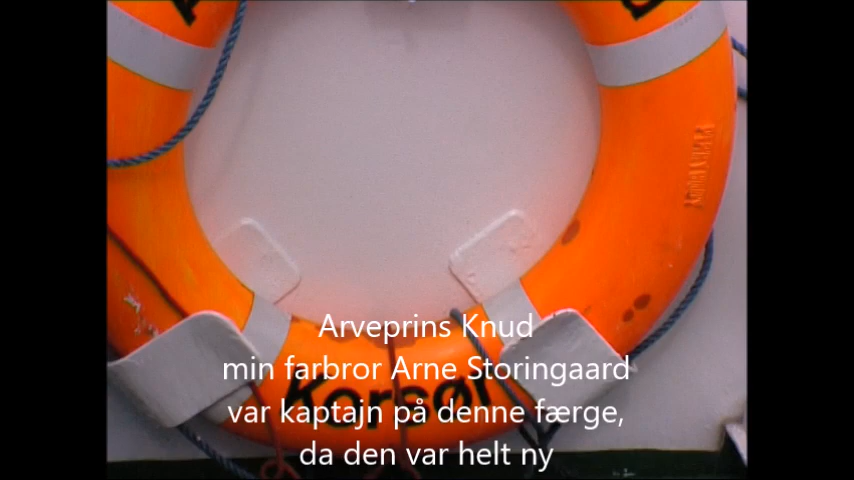 Arveprins Knud
min farbror Arne Storingaard
var kaptajn på denne færge,
da den var helt ny
Korsør